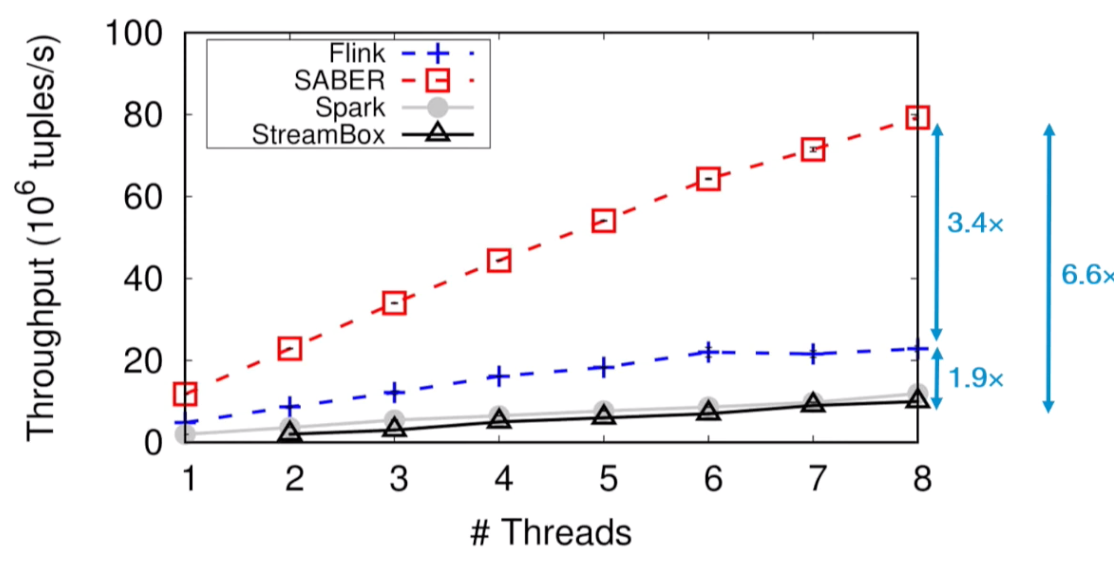 Throughput (10⁶ tuples/s)
100
80
60
40
20
0
Flink
SABER
Spark
StreamBox
3.4×
6.6×
1.9×
1 2 3 4 5 6 7 8
# Threads